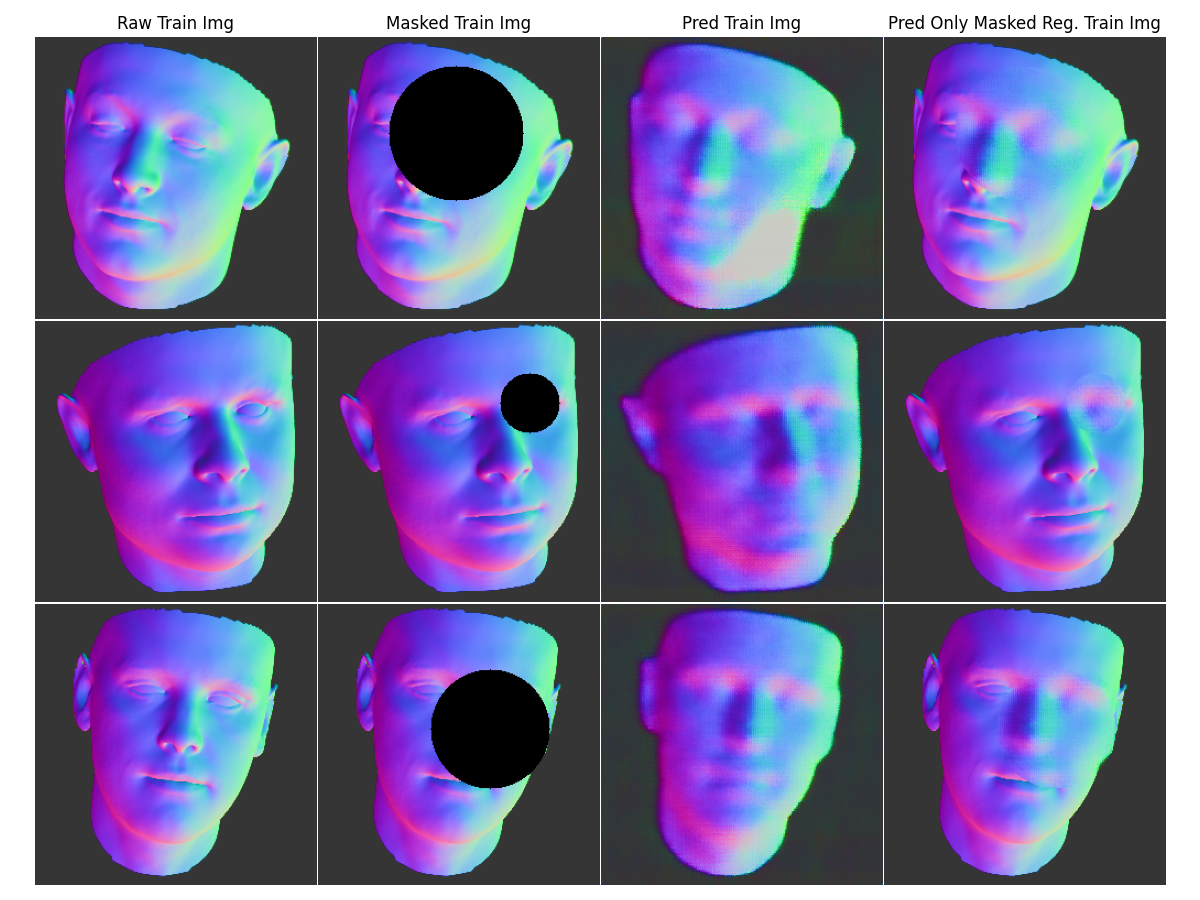 Raw Train Img
Masked Train Img
Pred Train Img
Pred Only Masked Reg. Train Img